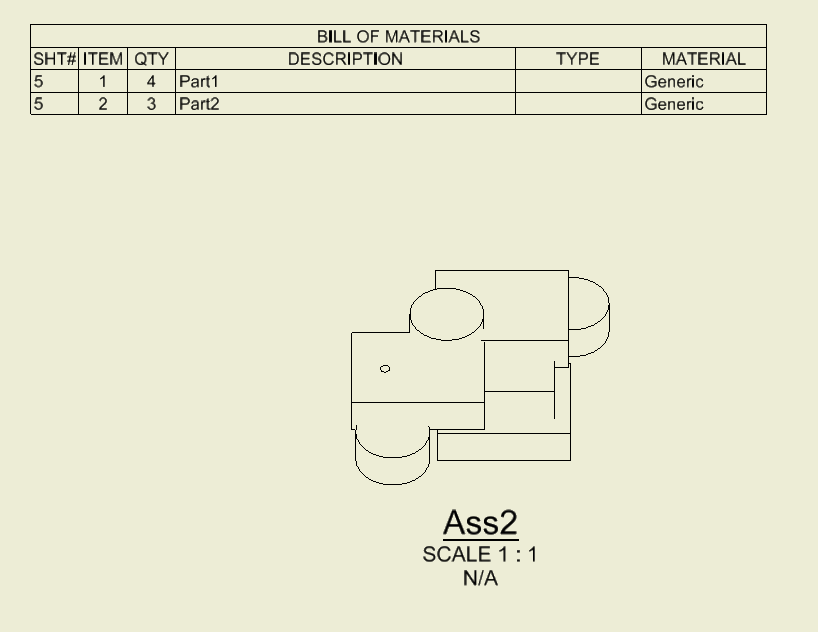 BILL OF MATERIALS
SHT# ITEM QTY DESCRIPTION TYPE MATERIAL
5 1 4 Part1 Generic
5 2 3 Part2 Generic
Ass2
SCALE 1 : 1
N/A